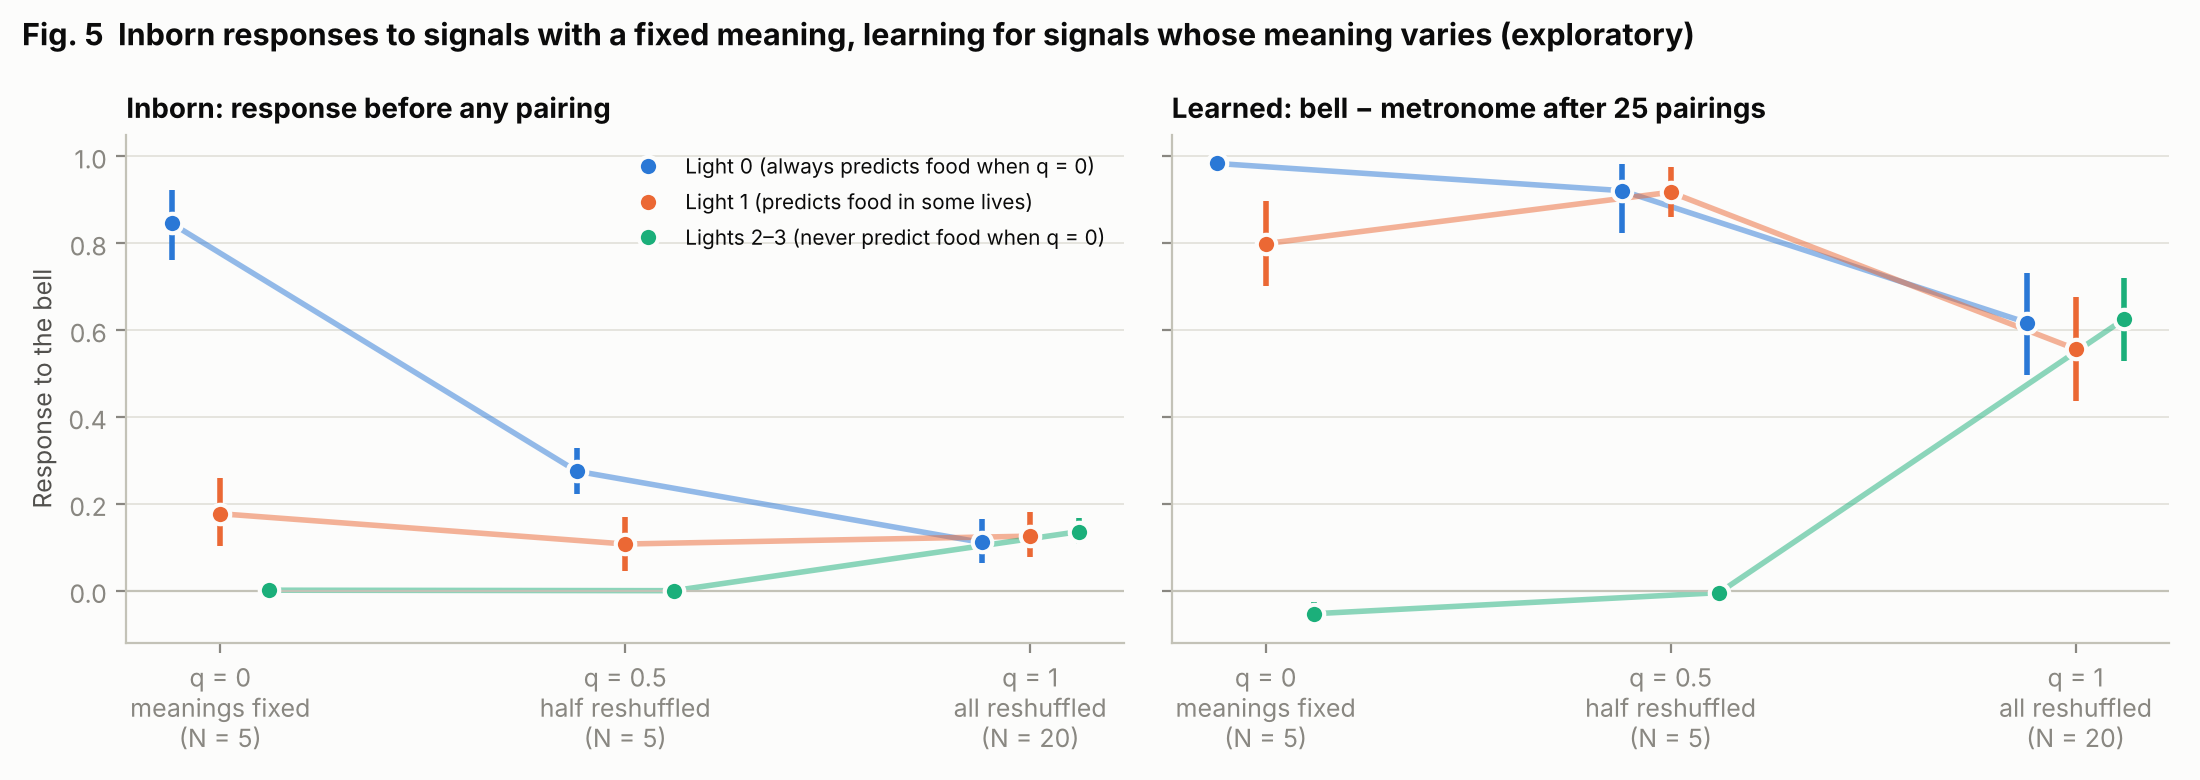 Fig. 5 Inborn responses to signals with a fixed meaning, learning for signals whose meaning varies (exploratory)
Inborn: response before any pairing
Response to the bell
1.0
0.8
0.6
0.4
0.2
0.0
Light 0 (always predicts food when q = 0)
Light 1 (predicts food in some lives)
Lights 2–3 (never predict food when q = 0)
q = 0
meanings fixed
(N = 5)
q = 0.5
half reshuffled
(N = 5)
q = 1
all reshuffled
(N = 20)
Learned: bell − metronome after 25 pairings
q = 0
meanings fixed
(N = 5)
q = 0.5
half reshuffled
(N = 5)
q = 1
all reshuffled
(N = 20)